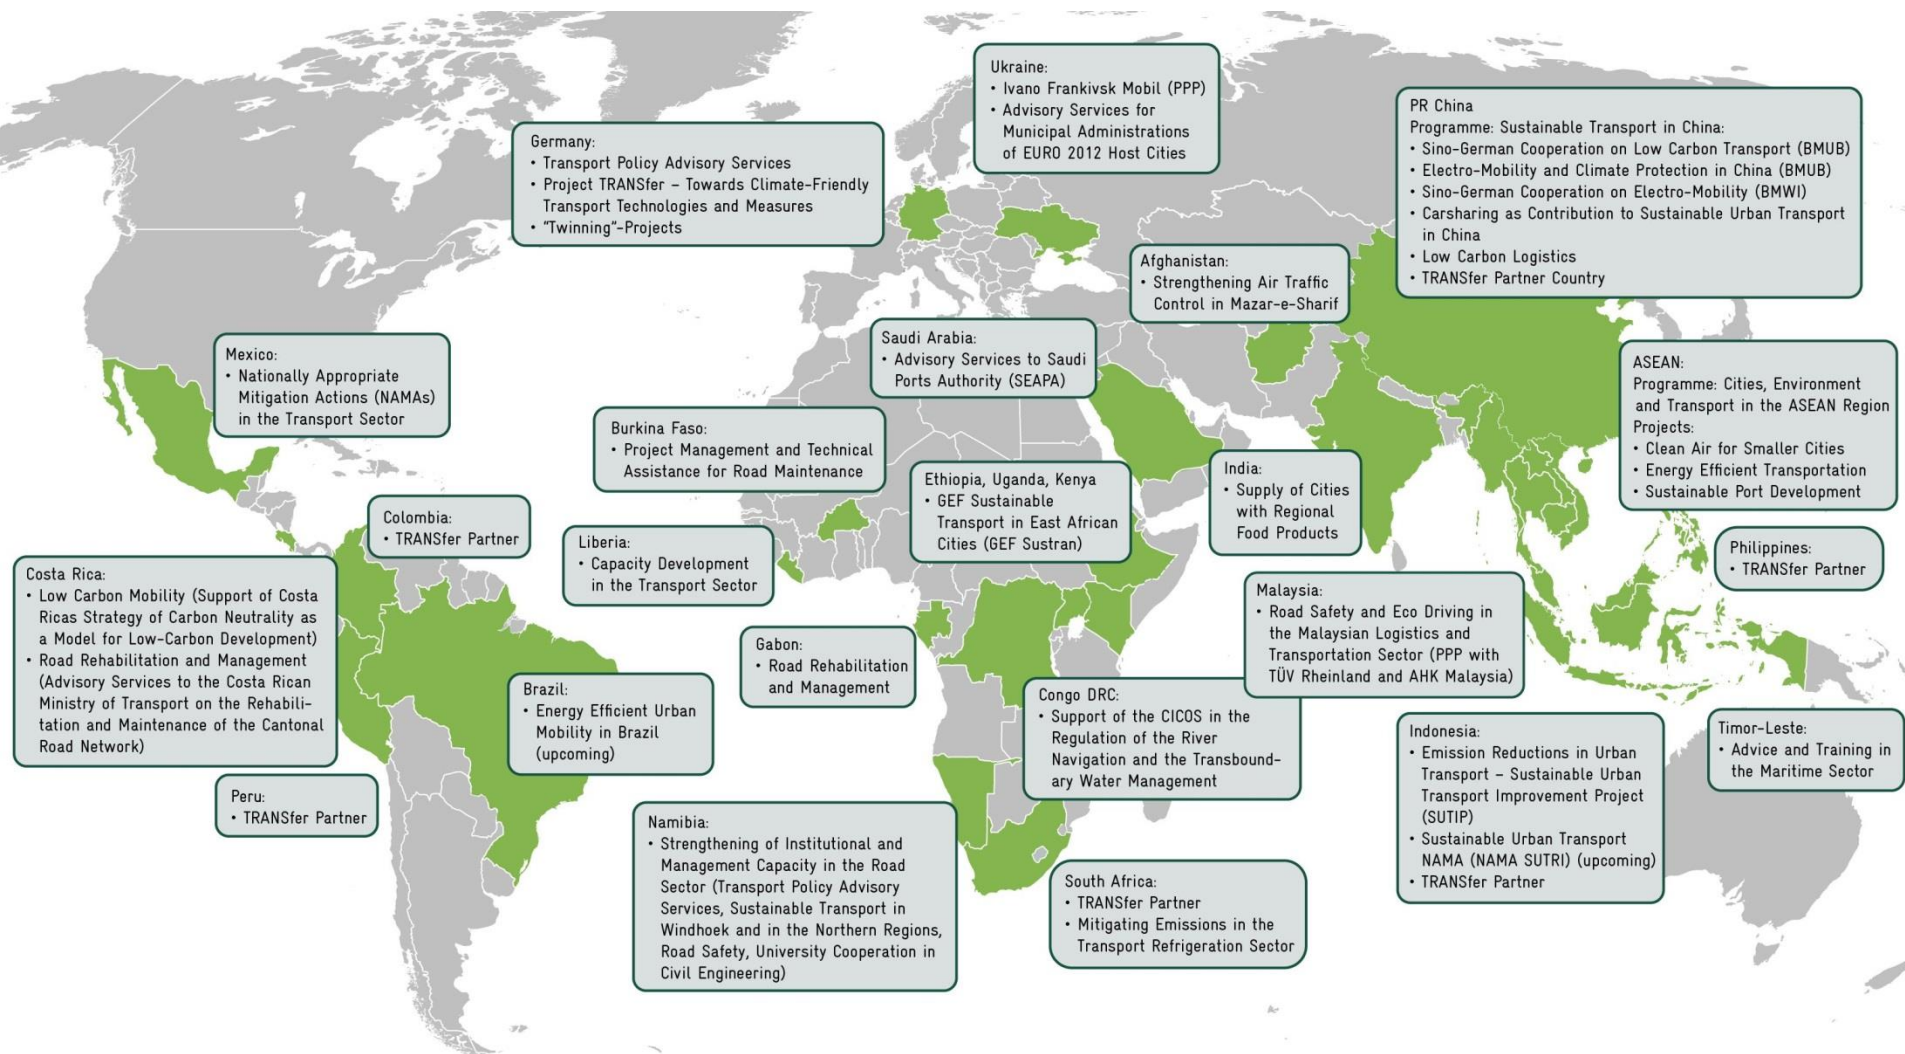 Ukraine:
• Ivano Frankivsk Mobil (PPP)
• Advisory Services for
Municipal Administrations
of EURO 2012 Host Cities
PR China
Programme: Sustainable Transport in China:
• Sino-German Cooperation on Low Carbon Transport (BMUB)
• Electro-Mobility and Climate Protection in China (BMUB)
• Sino-German Cooperation on Electro-Mobility (BMWI)
• Carsharing as Contribution to Sustainable Urban Transport
in China
• Low Carbon Logistics
• TRANSfer Partner Country
Germany:
• Transport Policy Advisory Services
• Project TRANSfer – Towards Climate-Friendly
Transport Technologies and Measures
• "Twinning"-Projects
Afghanistan:
• Strengthening Air Traffic
Control in Mazar-e-Sharif
Saudi Arabia:
• Advisory Services to Saudi
Ports Authority (SEAPA)
Mexico:
• Nationally Appropriate
Mitigation Actions (NAMAs)
in the Transport Sector
ASEAN:
Programme: Cities, Environment
and Transport in the ASEAN Region
Projects:
• Clean Air for Smaller Cities
• Energy Efficient Transportation
• Sustainable Port Development
Burkina Faso:
• Project Management and Technical
Assistance for Road Maintenance
Ethiopia, Uganda, Kenya
• GEF Sustainable
Transport in East African
Cities (GEF Sustran)
India:
• Supply of Cities
with Regional
Food Products
Colombia:
• TRANSfer Partner
Liberia:
• Capacity Development
in the Transport Sector
Philippines:
• TRANSfer Partner
Costa Rica:
• Low Carbon Mobility (Support of Costa
Ricas Strategy of Carbon Neutrality as
a Model for Low-Carbon Development)
• Road Rehabilitation and Management
(Advisory Services to the Costa Rican
Ministry of Transport on the Rehabili-
tation and Maintenance of the Cantonal
Road Network)
Malaysia:
• Road Safety and Eco Driving in
the Malaysian Logistics and
Transportation Sector (PPP with
TÜV Rheinland and AHK Malaysia)
Gabon:
• Road Rehabilitation
and Management
Brazil:
• Energy Efficient Urban
Mobility in Brazil
(upcoming)
Congo DRC:
• Support of the CICOS in the
Regulation of the River
Navigation and the Transbound-
ary Water Management
Indonesia:
• Emission Reductions in Urban
Transport – Sustainable Urban
Transport Improvement Project
(SUTIP)
• Sustainable Urban Transport
NAMA (NAMA SUTRI) (upcoming)
• TRANSfer Partner
Timor-Leste:
• Advice and Training in
the Maritime Sector
Peru:
• TRANSfer Partner
Namibia:
• Strengthening of Institutional and
Management Capacity in the Road
Sector (Transport Policy Advisory
Services, Sustainable Transport in
Windhoek and in the Northern Regions,
Road Safety, University Cooperation in
Civil Engineering)
South Africa:
• TRANSfer Partner
• Mitigating Emissions in the
Transport Refrigeration Sector